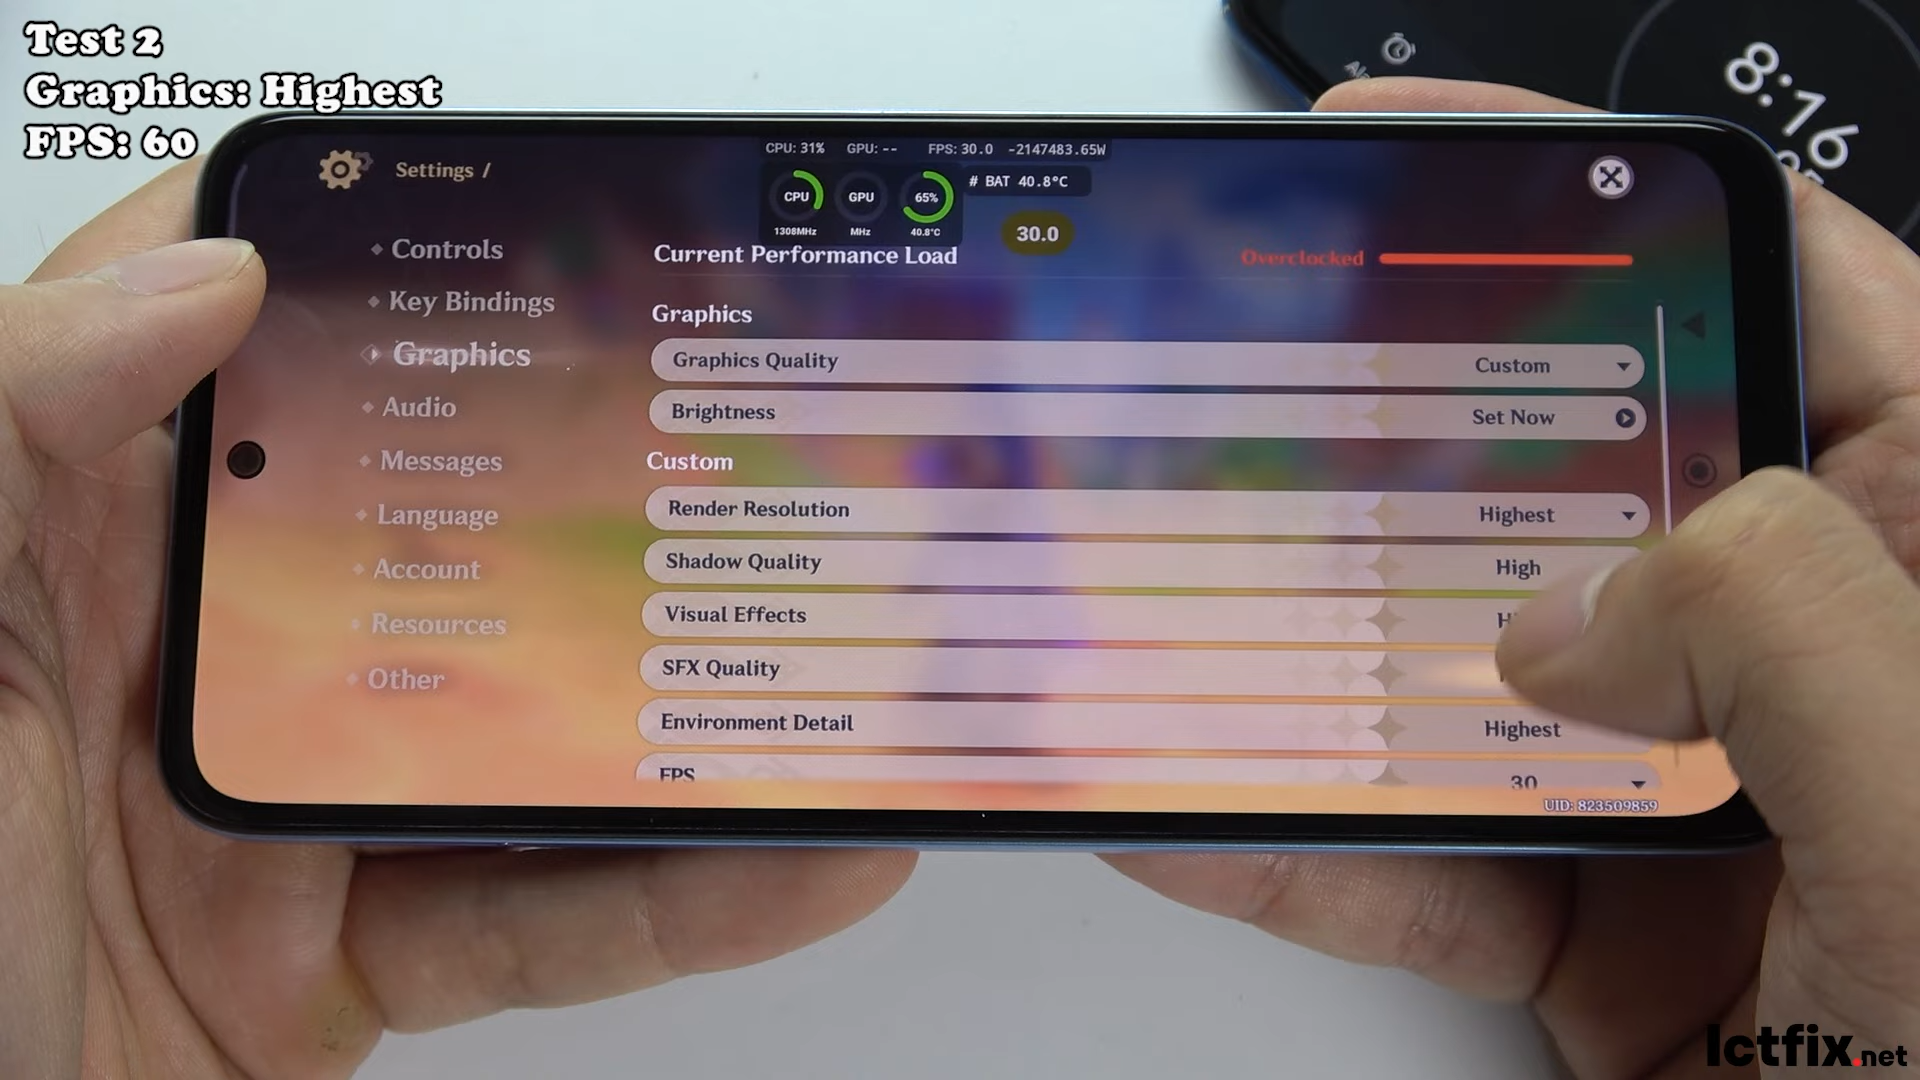 Test 2
Graphics: Highest
FPS: 60
8:16
CPU: 31% GPU: -- FPS: 30.0 -2147483.65W
# BAT 40.8°C
CPU GPU 65%
1308MHz MHz 40.8°C
30.0
Settings /
Controls
Key Bindings
Graphics
Audio
Messages
Language
Account
Resources
Other
Current Performance Load Overclocked
Graphics
Graphics Quality Custom
Brightness Set Now
Custom
Render Resolution Highest
Shadow Quality High
Visual Effects
SFX Quality
Environment Detail Highest
FPS 30
UID: 823509859
Ictfix.net